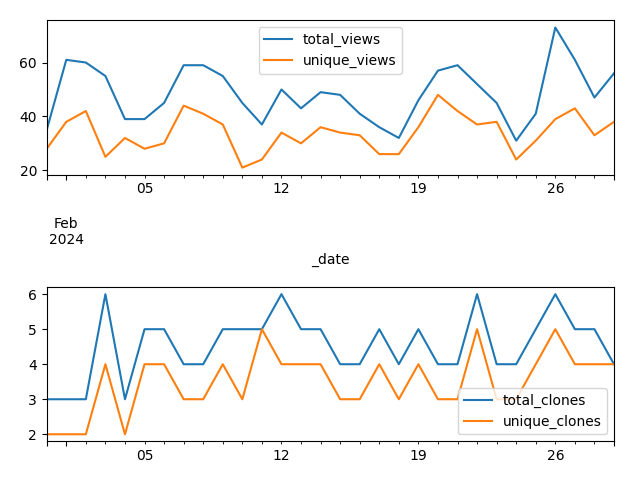 total_views
unique_views
60
40
20
05 12 19 26
Feb
2024
_date
6
5
4
3
2
total_clones
unique_clones
05 12 19 26